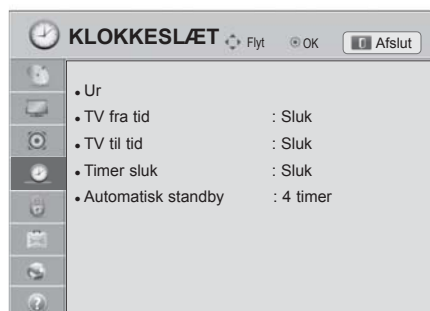 KLOKKESLÆT Flyt OK Afslut
• Ur
• TV fra tid : Sluk
• TV til tid : Sluk
• Timer sluk : Sluk
• Automatisk standby : 4 timer